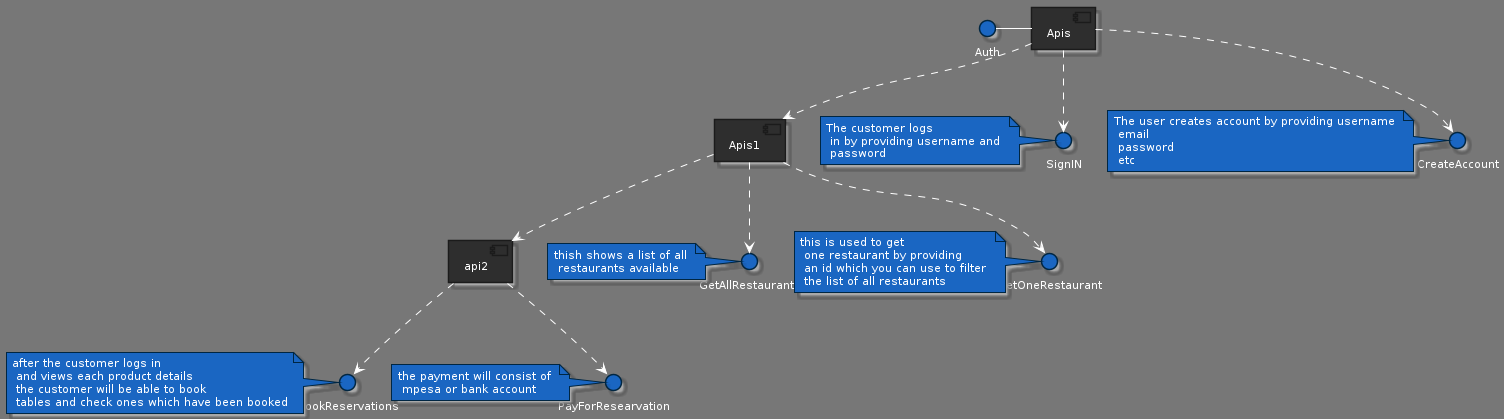 Apis
Auth
The user creates account by providing username
email
password
etc
The customer logs
in by providing username and
password
Apis1
SignIN
CreateAccount
this is used to get
one restaurant by providing
an id which you can use to filter
the list of all restaurants
thish shows a list of all
restaurants available
api2
GetAllRestaurant
etOneRestaurant
after the customer logs in
and views each product details
the customer will be able to book
tables and check ones which have been booked
the payment will consist of
mpesa or bank account
ookReservations
PayForResearvation